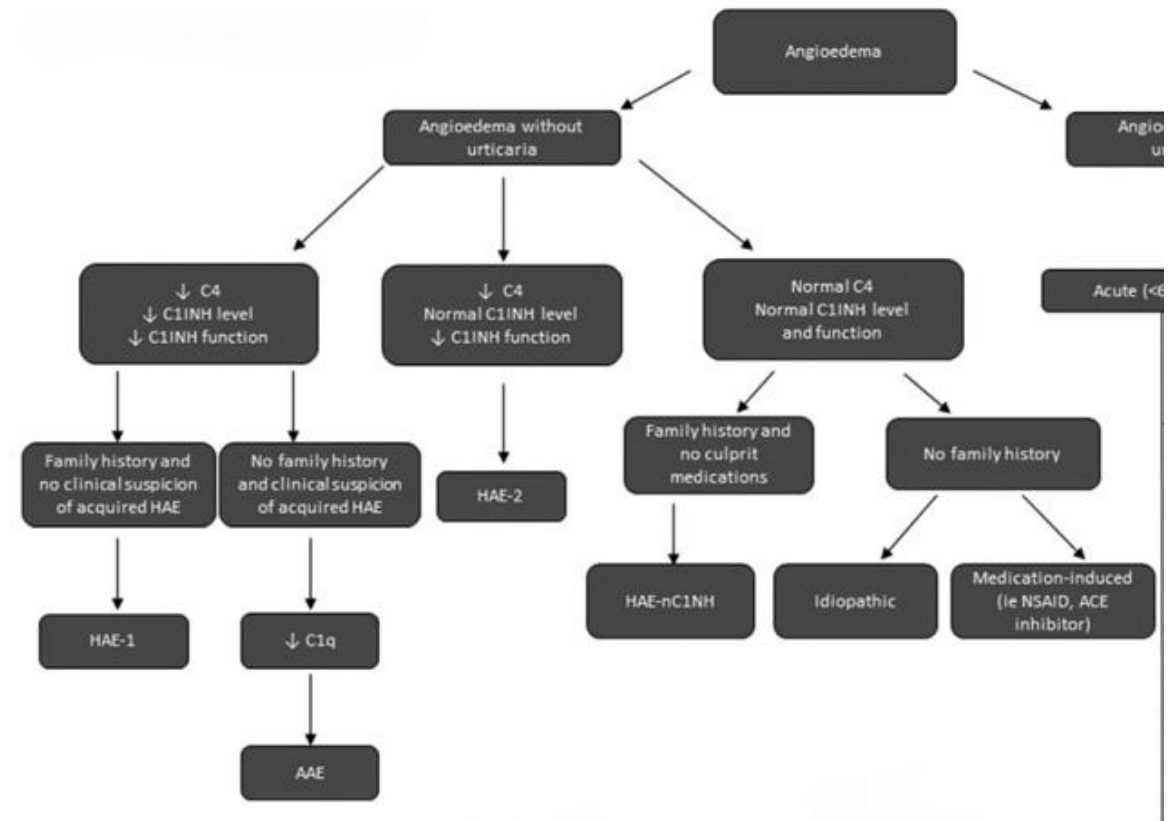 Angioedema
Angioedema without
urticaria
↓ C4
↓ C1INH level
↓ C1INH function
↓ C4
Normal C1INH level
↓ C1INH function
Normal C4
Normal C1INH level
and function
Acute (<6
Family history and
no clinical suspicion
of acquired HAE
No family history
and clinical suspicion
of acquired HAE
HAE-2
Family history and
no culprit
medications
No family history
HAE-1
↓ C1q
HAE-nC1NH
Idiopathic
Medication-induced
(ie NSAID, ACE
inhibitor)
AAE